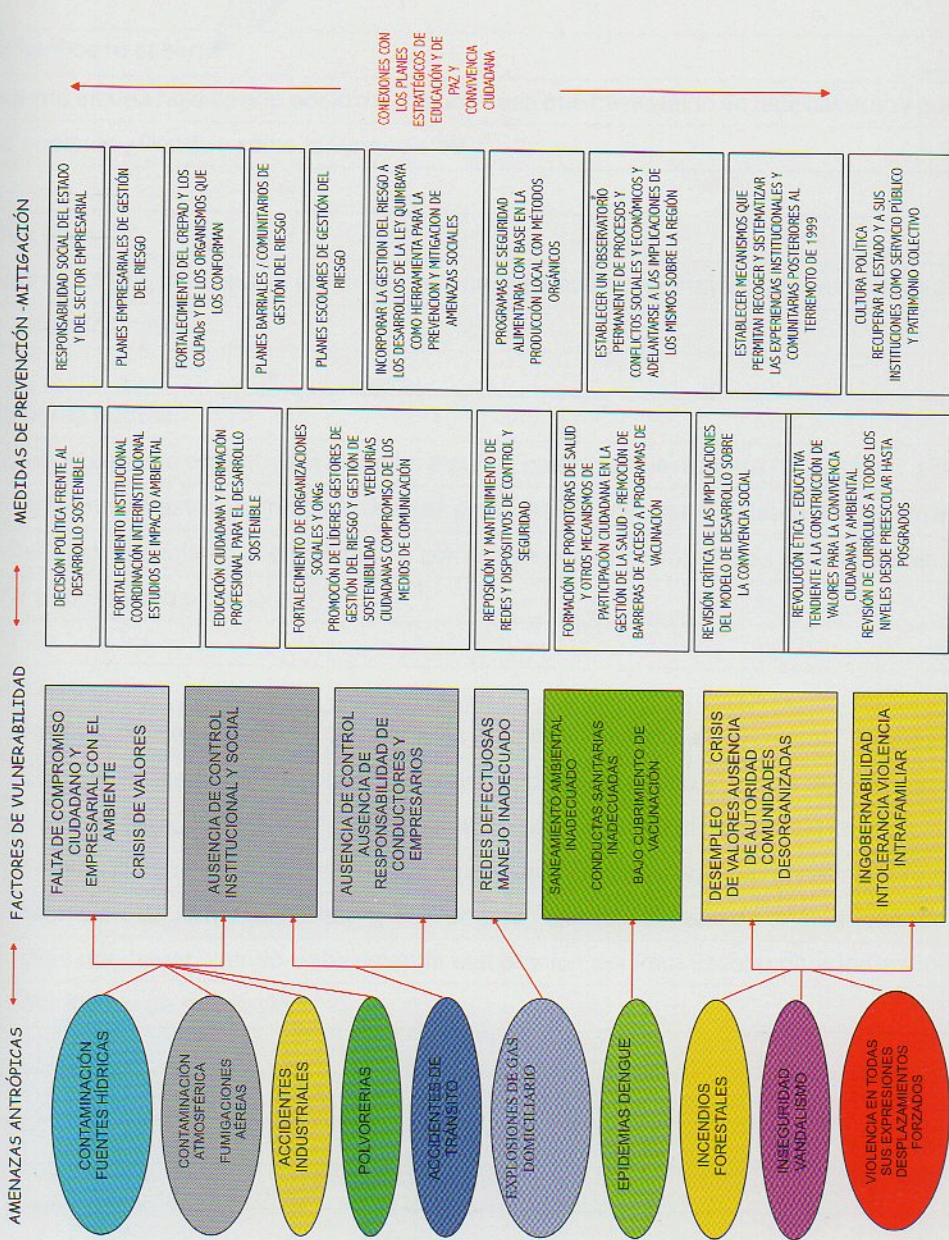 AMENAZAS ANTRÓPICAS
FACTORES DE VULNERABILIDAD
MEDIDAS DE PREVENCIÓN -MITIGACIÓN
CONTAMINACIÓN
FUENTES HÍDRICAS
CONTAMINACIÓN
ATMOSFÉRICA
FUMIGACIONES
AÉREAS
ACCIDENTES
INDUSTRIALES
POLVORERIAS
ACCIDENTES DE
TRANSITO
EXPLOSIONES DE GAS
DOMICILIARIO
EPIDEMIAS DENGUE
INCENDIOS
FORESTALES
INSEGURIDAD
VANDALISMO
VIOLENCIA EN TODAS
SUS EXPRESIONES
DESPLAZAMIENTOS
FORZADOS
FALTA DE COMPROMISO
CIUDADANO Y
EMPRESARIAL CON EL
AMBIENTE
CRISIS DE VALORES
AUSENCIA DE CONTROL
INSTITUCIONAL Y SOCIAL
AUSENCIA DE CONTROL
AUSENCIA DE
RESPONSABILIDAD DE
CONDUCTORES Y
EMPRESARIOS
REDES DEFECTUOSAS
MANEJO INADECUADO
SANEAMIENTO AMBIENTAL
INADECUADO
CONDUCTAS SANITARIAS
INADECUADAS
BAJO CUBRIMIENTO DE
VACUNACIÓN
DESEMPLEO CRISIS
DE VALORES AUSENCIA
DE AUTORIDAD
COMUNIDADES
DESORGANIZADAS
INGOBERNABILIDAD
INTOLERANCIA VIOLENCIA
INTRAFAMILIAR
DECISIÓN POLÍTICA FRENTE AL
DESARROLLO SOSTENIBLE
FORTALECIMIENTO INSTITUCIONAL
COORDINACIÓN INTERINSTITUCIONAL
ESTUDIOS DE IMPACTO AMBIENTAL
EDUCACIÓN CIUDADANA Y FORMACIÓN
PROFESIONAL PARA EL DESARROLLO
SOSTENIBLE
FORTALECIMIENTO DE ORGANIZACIONES
SOCIALES Y ONGs
PROMOCIÓN DE LÍDERES GESTORES DE
GESTIÓN DEL RIESGO Y GESTIÓN DE
SOSTENIBILIDAD VEEDURÍAS
CIUDADANAS COMPROMISO DE LOS
MEDIOS DE COMUNICACIÓN
REPOSICIÓN Y MANTENIMIENTO DE
REDES Y DISPOSITIVOS DE CONTROL Y
SEGURIDAD
FORMACIÓN DE PROMOTORAS DE SALUD
Y OTROS MECANISMOS DE
PARTICIPACIÓN CIUDADANA EN LA
GESTIÓN DE LA SALUD - REMOCIÓN DE
BARRERAS DE ACCESO A PROGRAMAS DE
VACUNACIÓN
REVISIÓN CRÍTICA DE LAS IMPLICACIONES
DEL MODELO DE DESARROLLO SOBRE
LA CONVIVENCIA SOCIAL
REVOLUCIÓN ÉTICA - EDUCATIVA
TENDIENTE A LA CONSTRUCCIÓN DE
VALORES PARA LA CONVIVENCIA
CIUDADANA Y AMBIENTAL
REVISIÓN DE CURRÍCULOS A TODOS LOS
NIVELES DESDE PREESCOLAR HASTA
POSGRADOS
RESPONSABILIDAD SOCIAL DEL ESTADO
Y DEL SECTOR EMPRESARIAL
PLANES EMPRESARIALES DE GESTIÓN
DEL RIESGO
FORTALECIMIENTO DEL CREPAD Y LOS
COLPADs Y DE LOS ORGANISMOS QUE
LOS CONFORMAN
PLANES BARRIALES / COMUNITARIOS DE
GESTIÓN DEL RIESGO
PLANES ESCOLARES DE GESTIÓN DEL
RIESGO
INCORPORAR LA GESTION DEL RIESGO A
LOS DESARROLLOS DE LA LEY QUIMBAYA
COMO HERRAMIENTA PARA LA
PREVENCION Y MITIGACION DE
AMENAZAS SOCIALES
PROGRAMAS DE SEGURIDAD
ALIMENTARIA CON BASE EN LA
PRODUCCIÓN LOCAL CON MÉTODOS
ORGÁNICOS
ESTABLECER UN OBSERVATORIO
PERMANENTE DE PROCESOS Y
CONFLICTOS SOCIALES Y ECONÓMICOS Y
ADELANTARSE A LAS IMPLICACIONES DE
LOS MISMOS SOBRE LA REGIÓN
ESTABLECER MECANISMOS QUE
PERMITAN RECOGER Y SISTEMATIZAR
LAS EXPERIENCIAS INSTITUCIONALES Y
COMUNITARIAS POSTERIORES AL
TERREMOTO DE 1999
CULTURA POLÍTICA
RECUPERAR AL ESTADO Y A SUS
INSTITUCIONES COMO SERVICIO PÚBLICO
Y PATRIMONIO COLECTIVO
CONEXIONES CON
LOS PLANES
ESTRATÉGICOS DE
EDUCACIÓN Y DE
PAZ Y
CONVIVENCIA
CIUDADANA